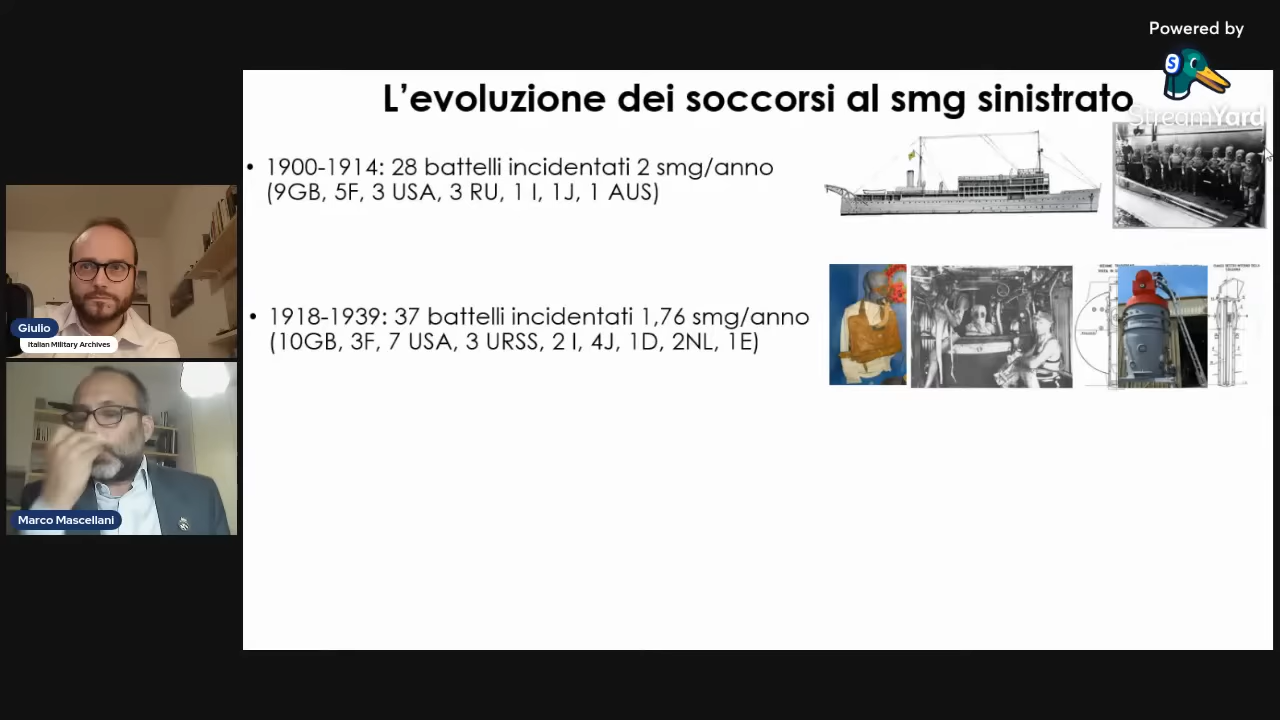 Powered by
StreamYard
L'evoluzione dei soccorsi al smg sinistrato
• 1900-1914: 28 battelli incidentati 2 smg/anno
(9GB, 5F, 3 USA, 3 RU, 1 I, 1J, 1 AUS)
• 1918-1939: 37 battelli incidentati 1,76 smg/anno
(10GB, 3F, 7 USA, 3 URSS, 2 I, 4J, 1D, 2NL, 1E)
Giulio
Italian Military Archives
Marco Mascellani